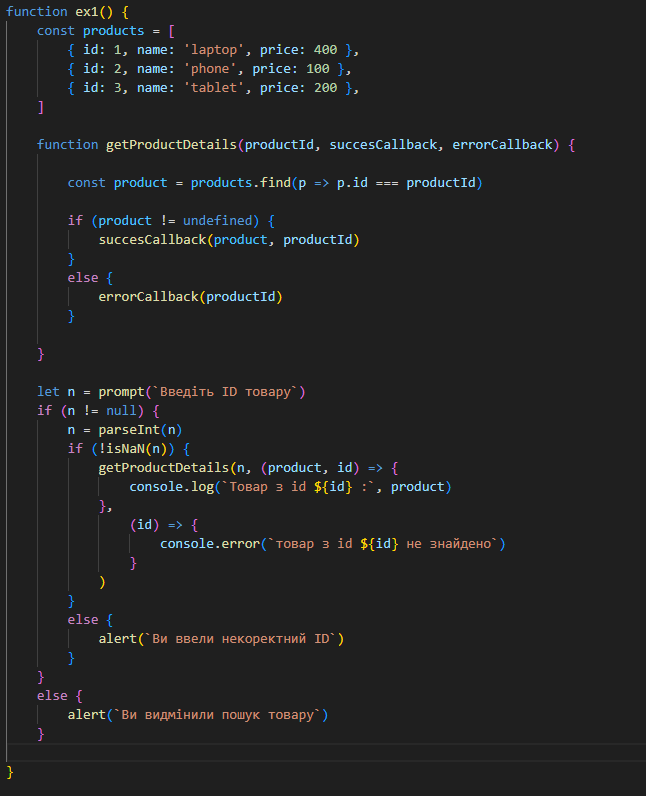 function ex1() {
const products = [
{ id: 1, name: 'laptop', price: 400 },
{ id: 2, name: 'phone', price: 100 },
{ id: 3, name: 'tablet', price: 200 },
]
function getProductDetails(productId, succesCallback, errorCallback) {
const product = products.find(p => p.id === productId)
if (product != undefined) {
succesCallback(product, productId)
}
else {
errorCallback(productId)
}
}
let n = prompt(`Введіть ID товару`)
if (n != null) {
n = parseInt(n)
if (!isNaN(n)) {
getProductDetails(n, (product, id) => {
console.log(`Товар з id ${id} :`, product)
},
(id) => {
console.error(`товар з id ${id} не знайдено`)
}
)
}
else {
alert(`Ви ввели некоректний ID`)
}
}
else {
alert(`Ви видмінили пошук товару`)
}
}